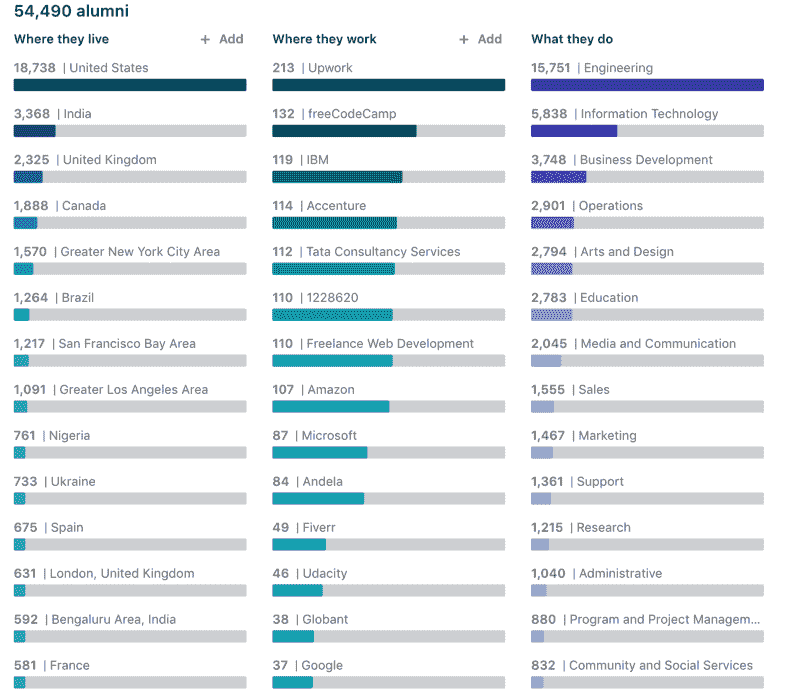 54,490 alumni
Where they live + Add
18,738 | United States
3,368 | India
2,325 | United Kingdom
1,888 | Canada
1,570 | Greater New York City Area
1,264 | Brazil
1,217 | San Francisco Bay Area
1,091 | Greater Los Angeles Area
761 | Nigeria
733 | Ukraine
675 | Spain
631 | London, United Kingdom
592 | Bengaluru Area, India
581 | France
Where they work + Add
213 | Upwork
132 | freeCodeCamp
119 | IBM
114 | Accenture
112 | Tata Consultancy Services
110 | 1228620
110 | Freelance Web Development
107 | Amazon
87 | Microsoft
84 | Andela
49 | Fiverr
46 | Udacity
38 | Globant
37 | Google
What they do
15,751 | Engineering
5,838 | Information Technology
3,748 | Business Development
2,901 | Operations
2,794 | Arts and Design
2,783 | Education
2,045 | Media and Communication
1,555 | Sales
1,467 | Marketing
1,361 | Support
1,215 | Research
1,040 | Administrative
880 | Program and Project Managem...
832 | Community and Social Services